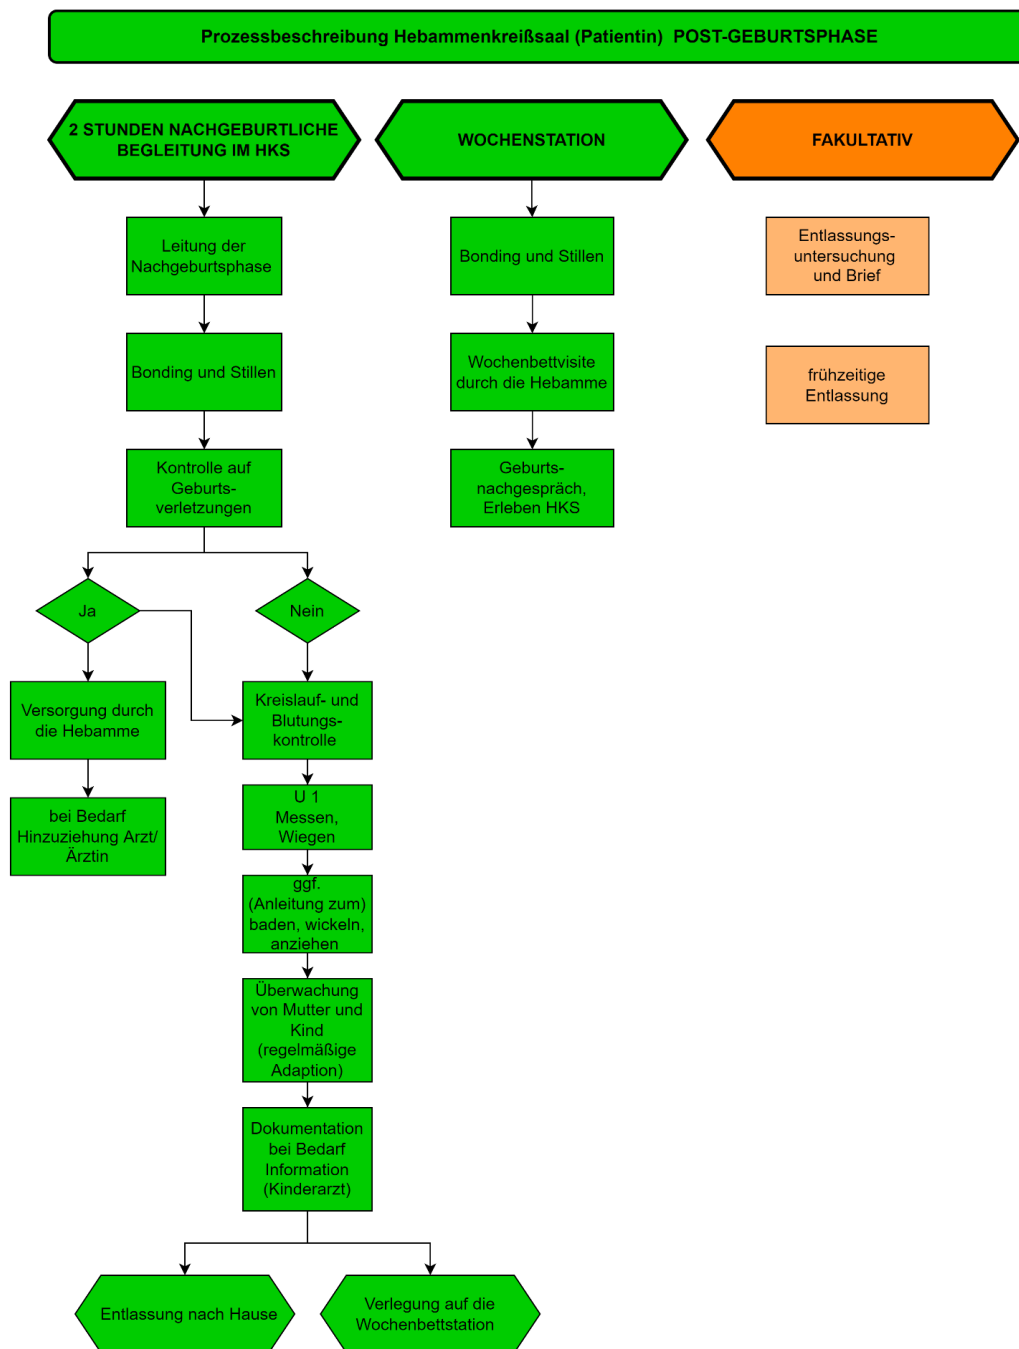 Prozessbeschreibung Hebammenkreißsaal (Patientin)  POST-GEBURTSPHASE
2 STUNDEN NACHGEBURTLICHE
BEGLEITUNG IM HKS
Leitung der
Nachgeburtsphase
Bonding und Stillen
Kontrolle auf
Geburts-
verletzungen
Ja
Nein
Versorgung durch
die Hebamme
bei Bedarf
Hinzuziehung Arzt/
Ärztin
Kreislauf- und
Blutungs-
kontrolle
U 1
Messen,
Wiegen
ggf.
(Anleitung zum)
baden, wickeln,
anziehen
Überwachung
von Mutter und
Kind
(regelmäßige
Adaption)
Dokumentation
bei Bedarf
Information
(Kinderarzt)
Entlassung nach Hause
Verlegung auf die
Wochenbettstation
WOCHENSTATION
Bonding und Stillen
Wochenbettvisite
durch die Hebamme
Geburts-
nachgespräch,
Erleben HKS
FAKULTATIV
Entlassungs-
untersuchung
und Brief
frühzeitige
Entlassung